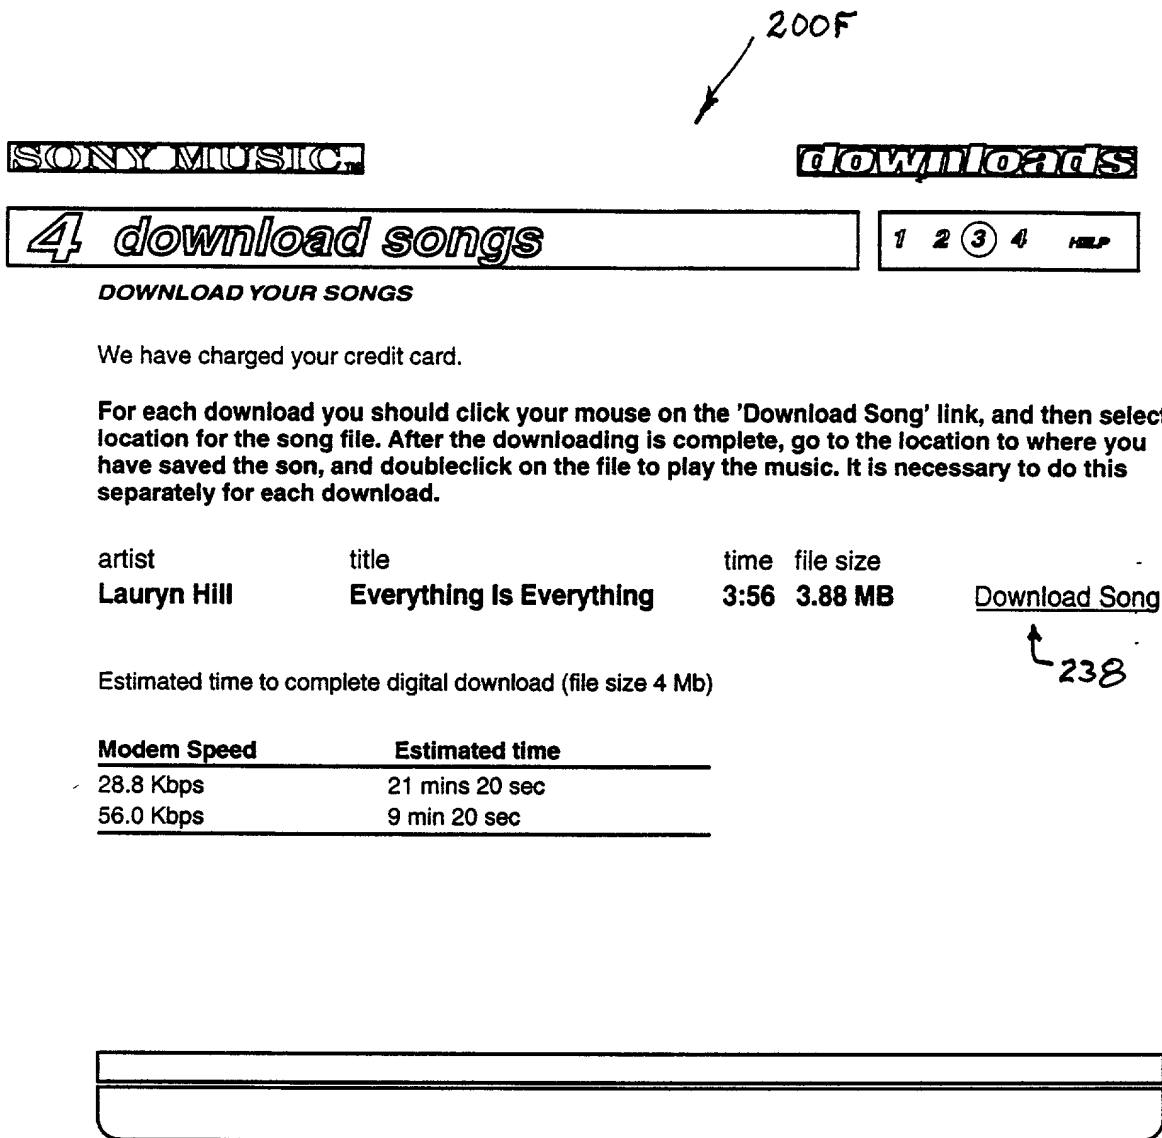 200F
SONY MUSIC™ downloads
4 download songs 1 2 3 4 HELP
DOWNLOAD YOUR SONGS
We have charged your credit card.
For each download you should click your mouse on the 'Download Song' link, and then select
location for the song file. After the downloading is complete, go to the location to where you
have saved the son, and doubleclick on the file to play the music. It is necessary to do this
separately for each download.
artist title time file size
Lauryn Hill Everything Is Everything 3:56 3.88 MB Download Song
238
Estimated time to complete digital download (file size 4 Mb)
Modem Speed Estimated time
28.8 Kbps 21 mins 20 sec
56.0 Kbps 9 min 20 sec